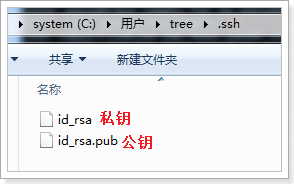 system (C:) 用户 tree .ssh
共享 新建文件夹
名称
id_rsa 私钥
id_rsa.pub 公钥